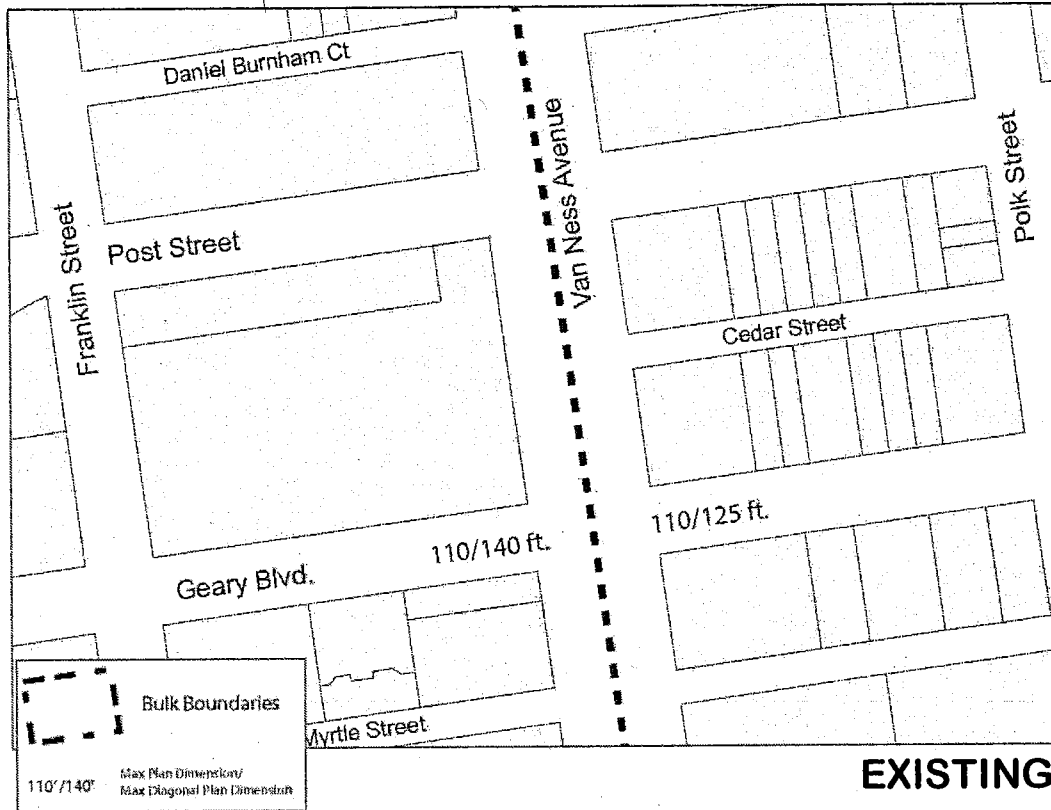 Daniel Burnham Ct
Van Ness Avenue
Polk Street
Franklin Street
Post Street
Cedar Street
110/125 ft.
110/140 ft.
Geary Blvd.
Myrtle Street
Bulk Boundaries
110'/140'
Max Plan Dimension/
Max Diagonal Plan Dimension
EXISTING